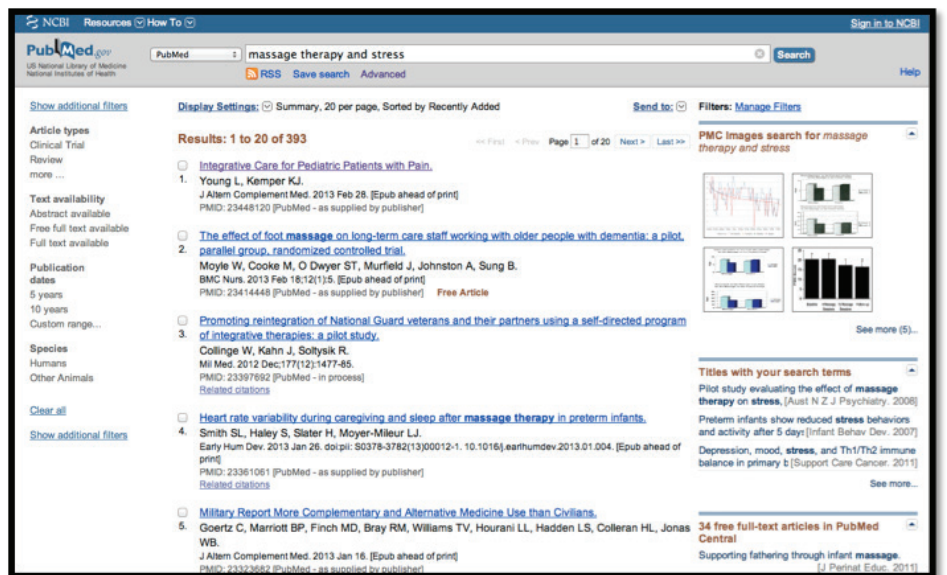 NCBI Resources How To Sign in to NCBI
PubMed.gov
US National Library of Medicine
National Institutes of Health
PubMed massage therapy and stress Search
RSS Save search Advanced Help
Show additional filters
Article types
Clinical Trial
Review
more ...
Text availability
Abstract available
Free full text available
Full text available
Publication
dates
5 years
10 years
Custom range...
Species
Humans
Other Animals
Clear all
Show additional filters
Display Settings: Summary, 20 per page, Sorted by Recently Added Send to:
Results: 1 to 20 of 393 << First < Prev Page 1 of 20 Next > Last >>
Integrative Care for Pediatric Patients with Pain.
1. Young L, Kemper KJ.
J Altern Complement Med. 2013 Feb 28. [Epub ahead of print]
PMID: 23448120 [PubMed - as supplied by publisher]
The effect of foot massage on long-term care staff working with older people with dementia: a pilot,
2. parallel group, randomized controlled trial.
Moyle W, Cooke M, O Dwyer ST, Murfield J, Johnston A, Sung B.
BMC Nurs. 2013 Feb 18;12(1):5. [Epub ahead of print]
PMID: 23414448 [PubMed - as supplied by publisher] Free Article
Promoting reintegration of National Guard veterans and their partners using a self-directed program
3. of integrative therapies: a pilot study.
Collinge W, Kahn J, Soltysik R.
Mil Med. 2012 Dec;177(12):1477-85.
PMID: 23397692 [PubMed - in process]
Related citations
Heart rate variability during caregiving and sleep after massage therapy in preterm infants.
4. Smith SL, Haley S, Slater H, Moyer-Mileur LJ.
Early Hum Dev. 2013 Jan 26. doi:pii: S0378-3782(13)00012-1. 10.1016/j.earlhumdev.2013.01.004. [Epub ahead of
print]
PMID: 23361061 [PubMed - as supplied by publisher]
Related citations
Military Report More Complementary and Alternative Medicine Use than Civilians.
5. Goertz C, Marriott BP, Finch MD, Bray RM, Williams TV, Hourani LL, Hadden LS, Colleran HL, Jonas
WB.
J Altern Complement Med. 2013 Jan 16. [Epub ahead of print]
PMID: 23323682 [PubMed - as supplied by publisher]
Filters: Manage Filters
PMC Images search for massage
therapy and stress
See more (5)...
Titles with your search terms
Pilot study evaluating the effect of massage
therapy on stress, [Aust N Z J Psychiatry. 2008]
Preterm infants show reduced stress behaviors
and activity after 5 days [Infant Behav Dev. 2007]
Depression, mood, stress, and Th1/Th2 immune
balance in primary b [Support Care Cancer. 2011]
See more...
34 free full-text articles in PubMed
Central
Supporting fathering through infant massage.
[J Perinat Educ. 2011]